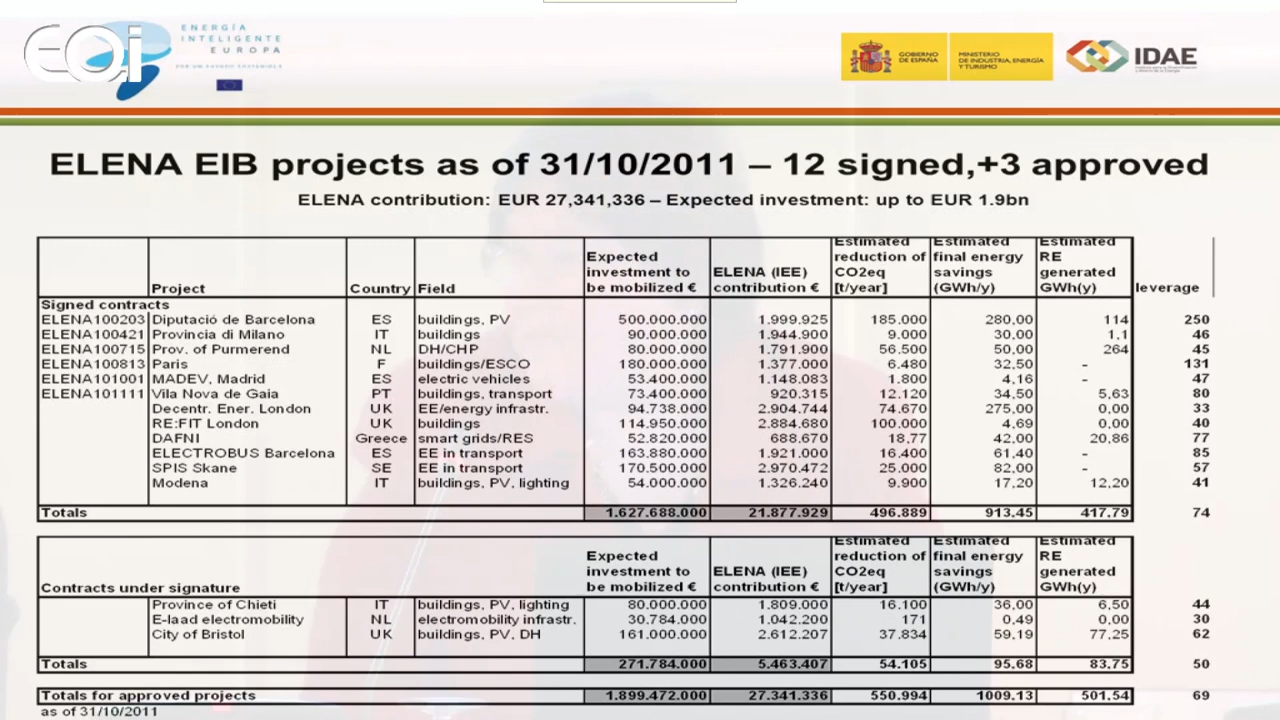 EOi
ENERGÍA
INTELIGENTE
EUROPA
GOBIERNO
DE ESPAÑA
MINISTERIO
DE INDUSTRIA, ENERGÍA
Y TURISMO
IDAE
ELENA EIB projects as of 31/10/2011 – 12 signed,+3 approved
ELENA contribution: EUR 27,341,336 – Expected investment: up to EUR 1.9bn
Project Country Field Expected investment to be mobilized € ELENA (IEE) contribution € Estimated reduction of CO2eq [t/year] Estimated final energy savings (GWh/y) Estimated RE generated GWh(y) leverage
Signed contracts
ELENA100203 Diputació de Barcelona ES buildings, PV 500.000.000 1.999.925 185.000 280,00 114 250
ELENA100421 Provincia di Milano IT buildings 90.000.000 1.944.900 9.000 30,00 1,1 46
ELENA100715 Prov. of Purmerend NL DH/CHP 80.000.000 1.791.900 56.500 50,00 264 45
ELENA100813 Paris F buildings/ESCO 180.000.000 1.377.000 6.480 32,50 - 131
ELENA101001 MADEV, Madrid ES electric vehicles 53.400.000 1.148.083 1.800 4,16 - 47
ELENA101111 Vila Nova de Gaia PT buildings, transport 73.400.000 920.315 12.120 34,50 5,63 80
Decentr. Ener. London UK EE/energy infrastr. 94.738.000 2.904.744 74.670 275,00 0,00 33
RE:FIT London UK buildings 114.950.000 2.884.680 100.000 4,69 0,00 40
DAFNI Greece smart grids/RES 52.820.000 688.670 18,77 42,00 20,86 77
ELECTROBUS Barcelona ES EE in transport 163.880.000 1.921.000 16.400 61,40 - 85
SPIS Skane SE EE in transport 170.500.000 2.970.472 25.000 82,00 - 57
Modena IT buildings, PV, lighting 54.000.000 1.326.240 9.900 17,20 12,20 41
Totals 1.627.688.000 21.877.929 496.889 913,45 417,79 74
Contracts under signature Expected investment to be mobilized € ELENA (IEE) contribution € Estimated reduction of CO2eq [t/year] Estimated final energy savings (GWh/y) Estimated RE generated GWh(y)
Province of Chieti IT buildings, PV, lighting 80.000.000 1.809.000 16.100 36,00 6,50 44
E-laad electromobility NL electromobility infrastr. 30.784.000 1.042.200 171 0,49 0,00 30
City of Bristol UK buildings, PV, DH 161.000.000 2.612.207 37.834 59,19 77,25 62
Totals 271.784.000 5.463.407 54.105 95,68 83,75 50
Totals for approved projects 1.899.472.000 27.341.336 550.994 1009,13 501,54 69
as of 31/10/2011